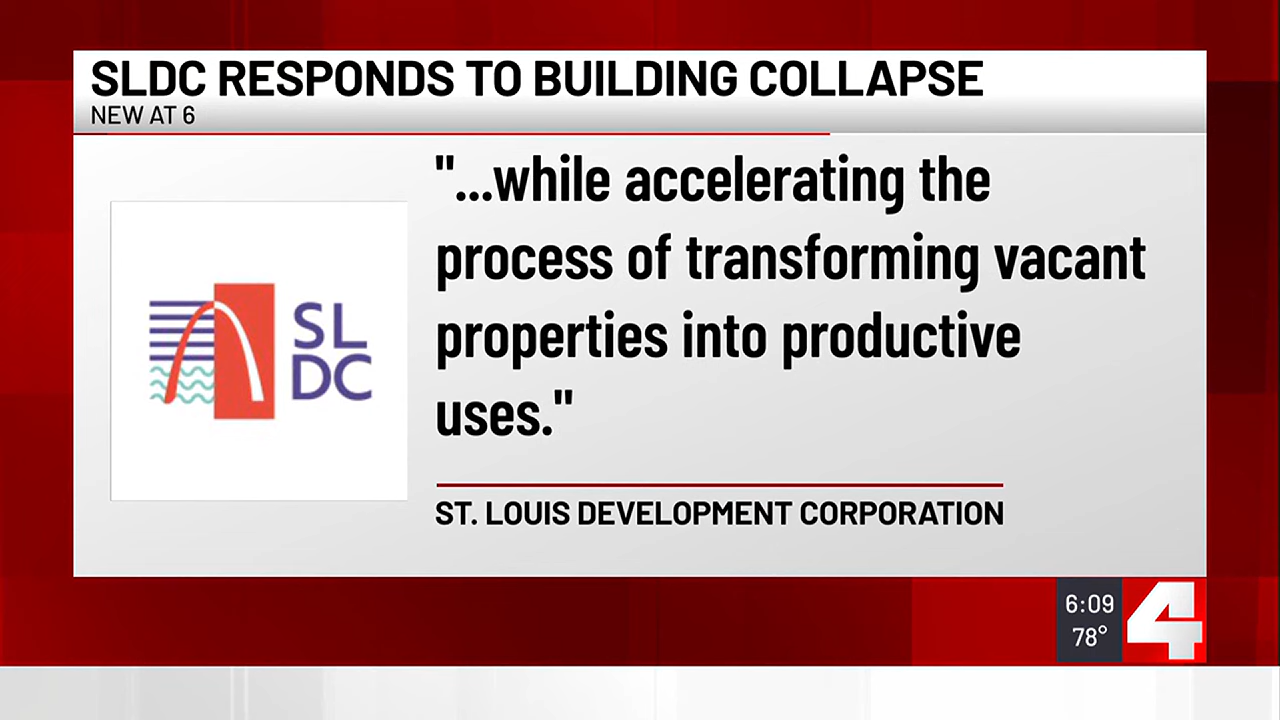 SLDC RESPONDS TO BUILDING COLLAPSE
NEW AT 6
"...while accelerating the
process of transforming vacant
properties into productive
uses."
SL
DC
ST. LOUIS DEVELOPMENT CORPORATION
6:09
78°
4